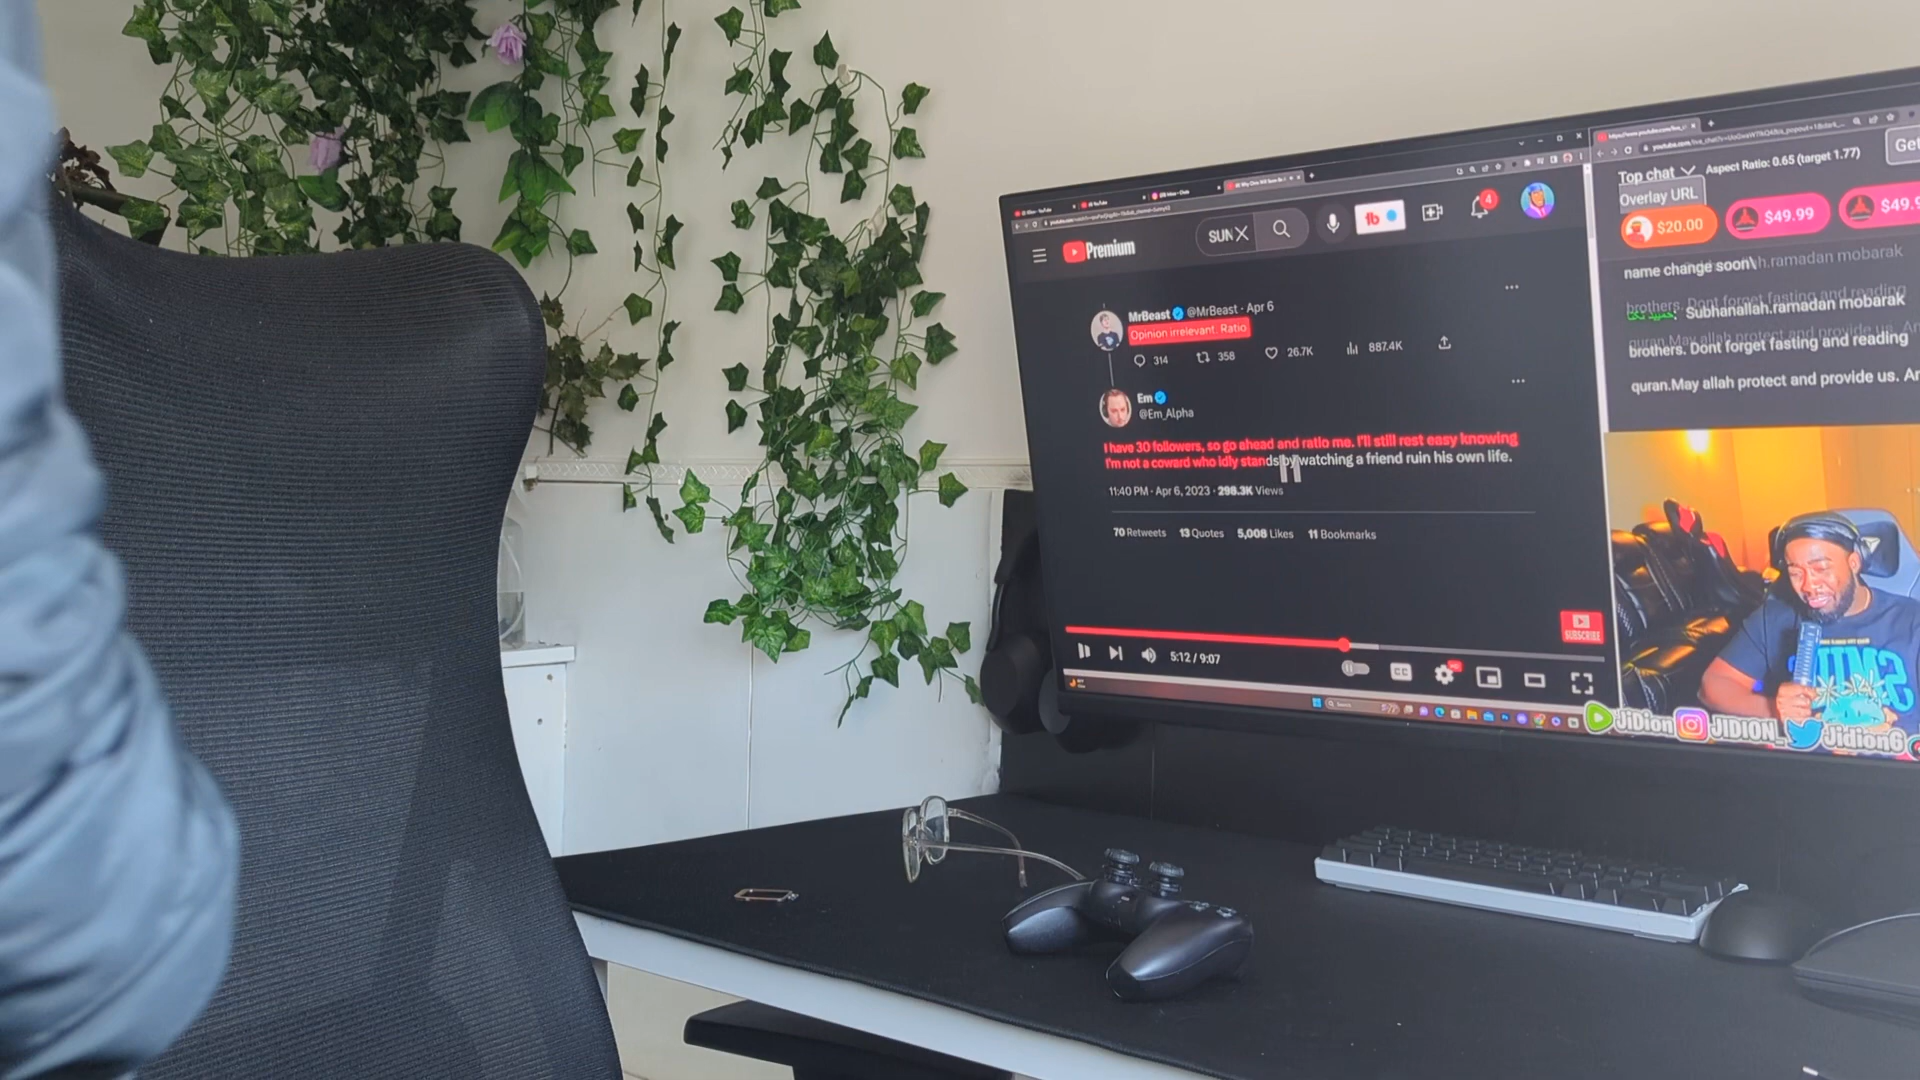 Premium
SUN
4
MrBeast @MrBeast · Apr 6
Opinion irrelevant. Ratio
314 358 26.7K 887.4K
Em
@Em_Alpha
I have 30 followers, so go ahead and ratio me. I'll still rest easy knowing
I'm not a coward who idly stands by watching a friend ruin his own life.
11:40 PM · Apr 6, 2023 · 298.3K Views
70 Retweets 13 Quotes 5,008 Likes 11 Bookmarks
SUBSCRIBE
5:12 / 9:07
CC
Top chat Aspect Ratio: 0.65 (target 1.77)
Overlay URL
$20.00 $49.99
name change soon\
Subhanallah.ramadan mobarak
brothers. Dont forget fasting and reading
quran.May allah protect and provide us.
JiDion JIDION_ Jidion6